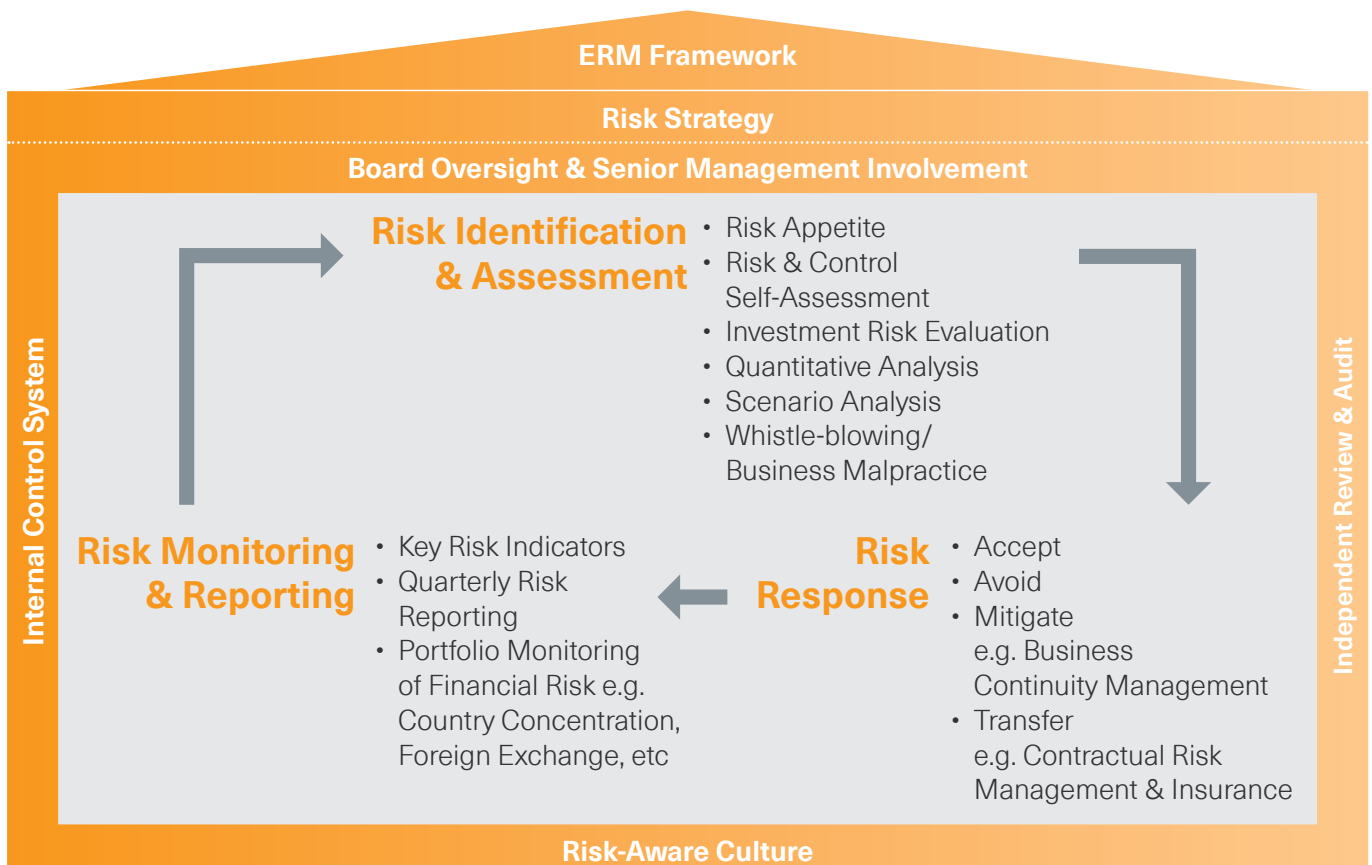 ERM Framework
Risk Strategy
Board Oversight & Senior Management Involvement
Internal Control System
Risk Identification
& Assessment
• Risk Appetite
• Risk & Control
Self-Assessment
• Investment Risk Evaluation
• Quantitative Analysis
• Scenario Analysis
• Whistle-blowing/
Business Malpractice
Risk Monitoring
& Reporting
• Key Risk Indicators
• Quarterly Risk
Reporting
• Portfolio Monitoring
of Financial Risk e.g.
Country Concentration,
Foreign Exchange, etc
Risk
Response
• Accept
• Avoid
• Mitigate
e.g. Business
Continuity Management
• Transfer
e.g. Contractual Risk
Management & Insurance
Independent Review & Audit
Risk-Aware Culture